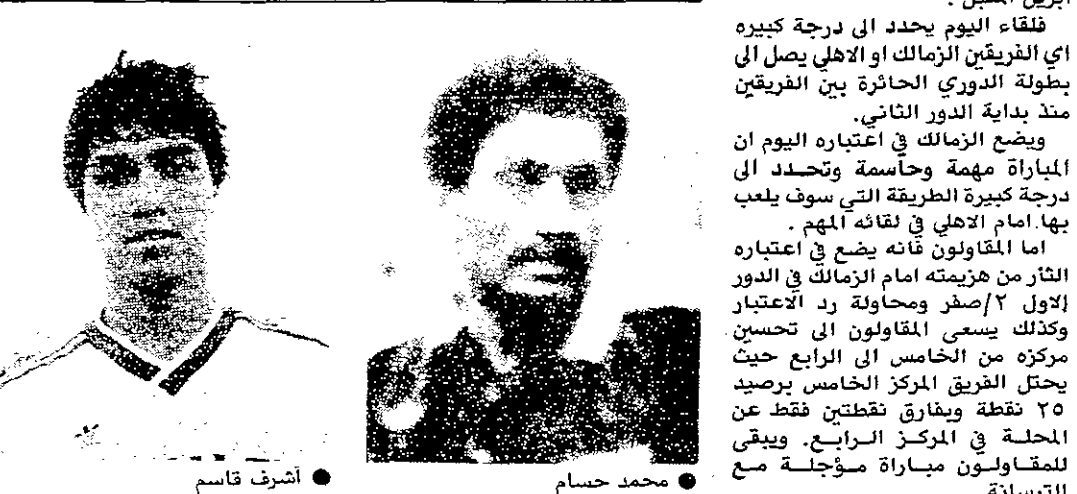 ابريل المقبل .
فلقاء اليوم يحدد الى درجة كبيره
اي الفريقين الزمالك او الاهلي يصل الى
بطولة الدوري الحائرة بين الفريقين
منذ بداية الدور الثاني.
ويضع الزمالك في اعتباره اليوم ان
المباراة مهمة وحاسمة وتحدد الى
درجة كبيرة الطريقة التي سوف يلعب
بها امام الاهلي في لقائه المهم .
اما المقاولون فانه يضع في اعتباره
الثأر من هزيمته امام الزمالك في الدور
الاول ٢/صفر ومحاولة رد الاعتبار
وكذلك يسعى المقاولون الى تحسين
مركزه من الخامس الى الرابع حيث
يحتل الفريق المركز الخامس برصيد
٢٥ نقطة وبفارق نقطتين فقط عن
المحلة في المركز الرابع. ويبقى
للمقاولون مباراة مؤجلة مع
الترسانة
● محمد حسام
● أشرف قاسم